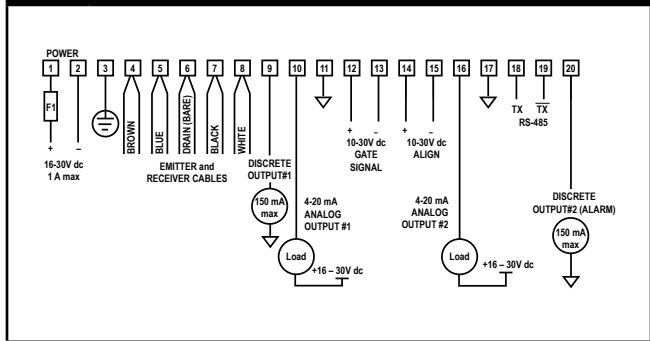 POWER
1 2 3 4 5 6 7 8 9 10 11 12 13 14 15 16 17 18 19 20
F1
+ –
16-30V dc
1 A max
BROWN
BLUE
DRAIN (BARE)
BLACK
WHITE
EMITTER and
RECEIVER CABLES
DISCRETE
OUTPUT#1
150 mA
max
4-20 mA
ANALOG
OUTPUT #1
Load
+16 – 30V dc
+ –
10-30V dc
GATE
SIGNAL
+ –
10-30V dc
ALIGN
4-20 mA
ANALOG
OUTPUT #2
Load
+16 – 30V dc
TX TX
RS-485
DISCRETE
OUTPUT#2 (ALARM)
150 mA
max